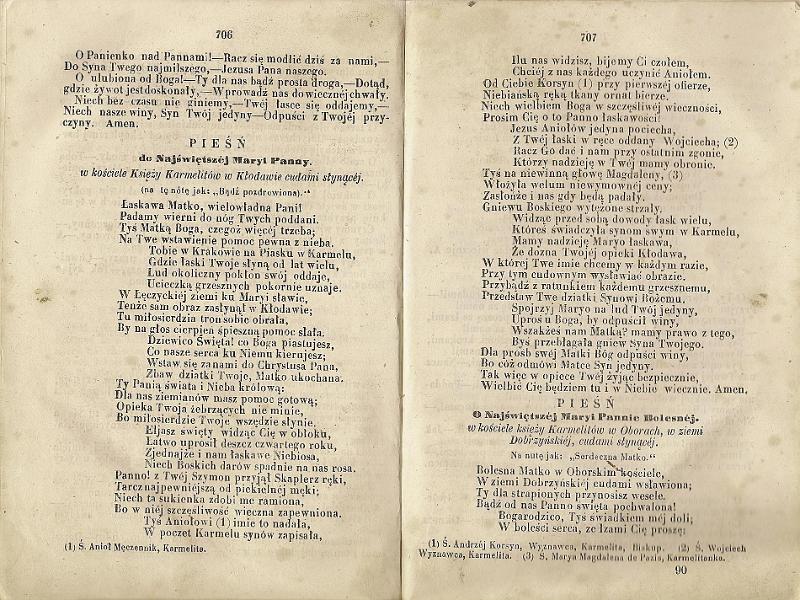 706
O Panienko nad Pannami!—Racz się modlić dziś za nami,—
Do Syna Twego najmilszego,—Jezusa Pana naszego.
O ulubiona od Boga!—Ty dla nas bądź prosta droga,—Dotąd,
gdzie żywot jest doskonały,—Wprowadź nas do wiecznej chwały.
Niech bez czasu nie giniemy,—Twéj łasce się oddajemy,—
Niech nasze winy, Syn Twój jedyny—Odpuści z Twojéj przy-
czyny. Amen.
PIEŚŃ
do Najświętszéj Maryi Panny.
w kościele Księży Karmelitów w Kłodawie cudami słynącéj.
(na tę nótę jak: „Bądź pozdrowiona).“
Łaskawa Matko, wielowładna Pani!
Padamy wierni do nóg Twych poddani.
Tyś Matką Boga, czegoż więcéj trzeba;
Na Twe wstawienie pomoc pewna z nieba.
Tobie w Krakowie na Piasku w Karmelu,
Gdzie łaski Twoje słyną od lat wielu,
Lud okoliczny pokłon swój oddaje,
Ucieczką grzesznych pokornie uznaje.
W Łęczyckiéj ziemi ku Maryi sławie,
Tenże sam obraz zasłynął w Kłodawie;
Tu miłosierdzia tron sobie obrała,
By na głos cierpień spieszną pomoc słała.
Dziewico Święta! co Boga piastujesz,
Co nasze serca ku Niemu kierujesz;
Wstaw się zanami do Chrystusa Pana,
Zbaw dziatki Twoje, Matko ukochana.
Ty Panią świata i Nieba królową:
Dla nas ziemianów masz pomoc gotową;
Opieka Twoja żebrzących nie minie,
Bo miłosierdzie Twoje wszędzie słynie.
Eljasz święty widząc Cię w obłoku,
Łatwo uprosił deszcz czwartego roku,
Zjednajże i nam łaskawe Niebiosa,
Niech Boskich darów spadnie na nas rosa.
Panno! z Twéj Szymon przyjął Skaplerz ręki,
Tarcz najpewniejszą od piekielnéj męki;
Niech ta sukienka zdobi me ramiona,
Bo w niéj szczęśliwość wieczna zapewniona.
Tyś Aniołowi (1) imie to nadała,
W poczet Karmelu synów zapisała,
(1) Ś. Anioł Męczennik, Karmelita.
707
Ilu nas widzisz, bijemy Ci czołem,
Chciéj z nas każdego uczynić Aniołem.
Od Ciebie Korsyn (1) przy pierwszéj ofierze,
Niebiańską ręką tkany ornat bierze.
Niech wielbiem Boga w szczęśliwéj wieczności,
Prosim Cię o to Panno łaskawości!
Jezus Aniołów jedyna pociecha,
Z Twéj łaski w ręce oddany Wojciecha; (2)
Racz Go dać i nam przy ostatnim zgonie,
Którzy nadzieję w Twéj mamy obronie.
Tyś na niewinną głowę Magdaleny, (3)
Włożyła welum niewymownéj ceny;
Zasłońże i nas gdy będą padały.
Gniewu Boskiego wytężone strzały.
Widząc przed sobą dowody łask wielu,
Któreś świadczyła synom swym w Karmelu,
Mamy nadzieję Maryo łaskawa,
Że dozna Twojéj opieki Kłodawa,
W któréj Twe imie chcemy w każdym razie,
Przy tym cudownym wysławiać obrazie.
Przybądź z ratunkiem każdemu grzesznemu,
Przedstaw Twe dziatki Synowi Bożemu,
Spojrzyj Maryo na lud Twój jedyny,
Uproś u Boga, by odpuścił winy,
Wszakżeś nam Matką? mamy prawo z tego,
Byś przebłagała gniew Syna Twojego.
Dla próśb swéj Matki Bóg odpuści winy,
Bo cóż odmówi Matce Syn jedyny.
Tak więc w opiece Twéj żyjąc bezpiecznie,
Wielbić Cię będziem tu i w Niebie wiecznie. Amen,
PIEŚŃ
O Najświętszéj Maryi Pannie Bolesnéj.
w kościele księży Karmelitów w Oborach, w ziemi
Dobrzyńskiéj, cudami słynącéj.
Na nutę jak: „Serdeczna Matko.“
Bolesna Matko w Oborskim kościele,
W ziemi Dobrzyńskiéj cudami wsławiona;
Ty dla strapionych przynosisz wesele.
Bądźże od nas Panno święta pochwalona!
Bogarodzico, Tyś świadkiem méj doli;
W boleści serca, ze łzami Cię proszę;
(1) Ś. Andrzéj Korsyn, Wyznawca, Karmelita, Biskup. (2) Ś. Wojciech
Wyznawca, Karmelita. (3) Ś. Marya Magdalena de Pazis, Karmelitanka.
90